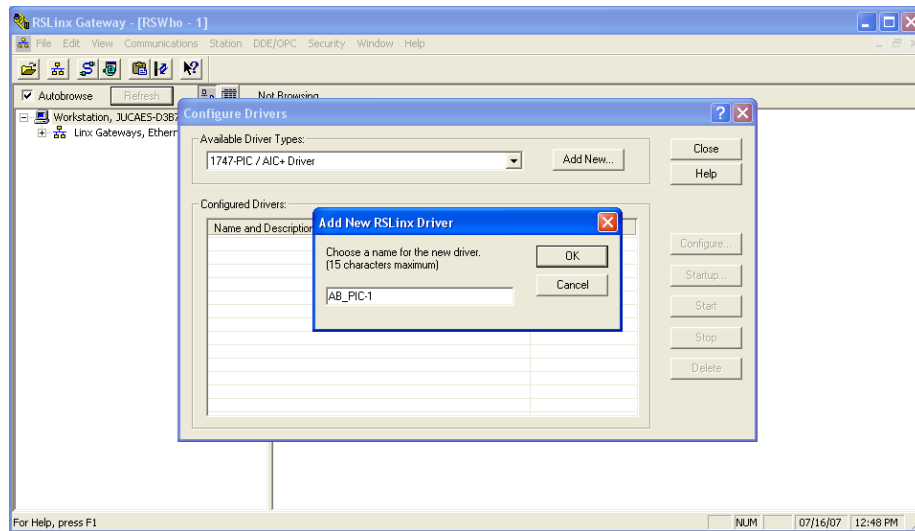 RSLinx Gateway - [RSWho - 1]
File Edit View Communications Station DDE/OPC Security Window Help
Autobrowse Refresh Not Browsing
Workstation, JUCAES-D3B7
Linx Gateways, Ethern
Configure Drivers
Available Driver Types:
1747-PIC / AIC+ Driver
Add New...
Close
Help
Configured Drivers:
Name and Description
Add New RSLinx Driver
Choose a name for the new driver.
(15 characters maximum)
AB_PIC-1
OK
Cancel
Configure...
Startup...
Start
Stop
Delete
For Help, press F1 NUM 07/16/07 12:48 PM